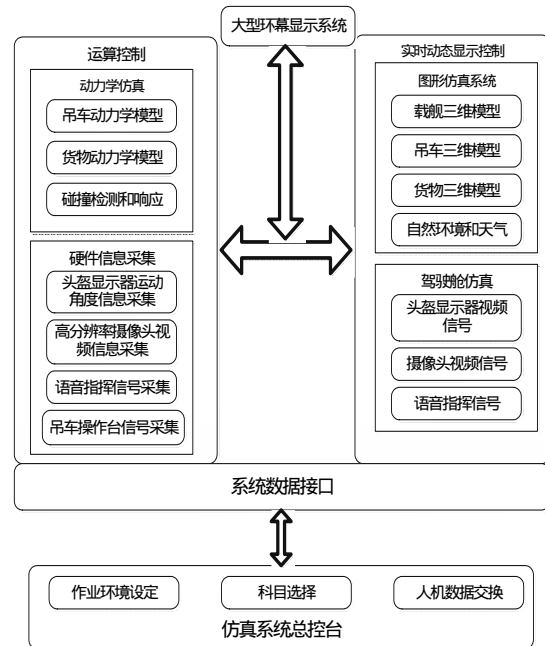 大型环幕显示系统
运算控制
动力学仿真
吊车动力学模型
货物动力学模型
碰撞检测和响应
硬件信息采集
头盔显示器运动
角度信息采集
高分辨率摄像头视
频信息采集
语音指挥信号采集
吊车操作台信号采集
实时动态显示控制
图形仿真系统
载舰三维模型
吊车三维模型
货物三维模型
自然环境和天气
驾驶舱仿真
头盔显示器视频
信号
摄像头视频信号
语音指挥信号
系统数据接口
作业环境设定
科目选择
人机数据交换
仿真系统总控台